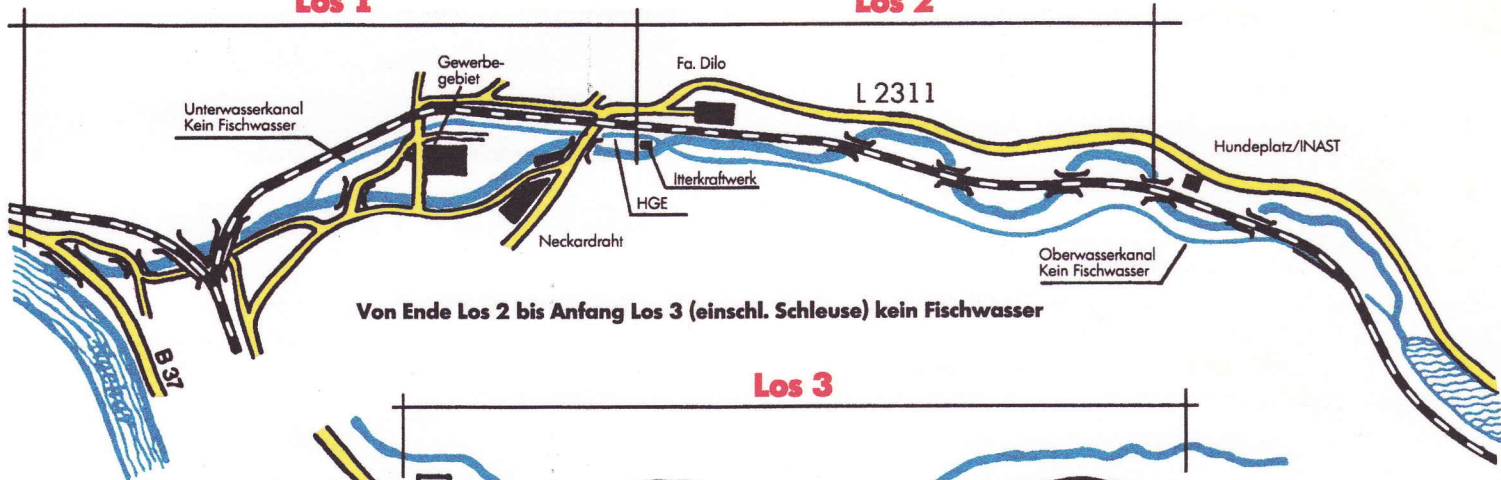 Los 1
Los 2
Gewerbe-
gebiet
Fa. Dilo
L 2311
Unterwasserkanal
Kein Fischwasser
Hundeplatz/INAST
Itterkraftwerk
HGE
Neckardraht
Oberwasserkanal
Kein Fischwasser
Von Ende Los 2 bis Anfang Los 3 (einschl. Schleuse) kein Fischwasser
B 37
Neckar
Los 3